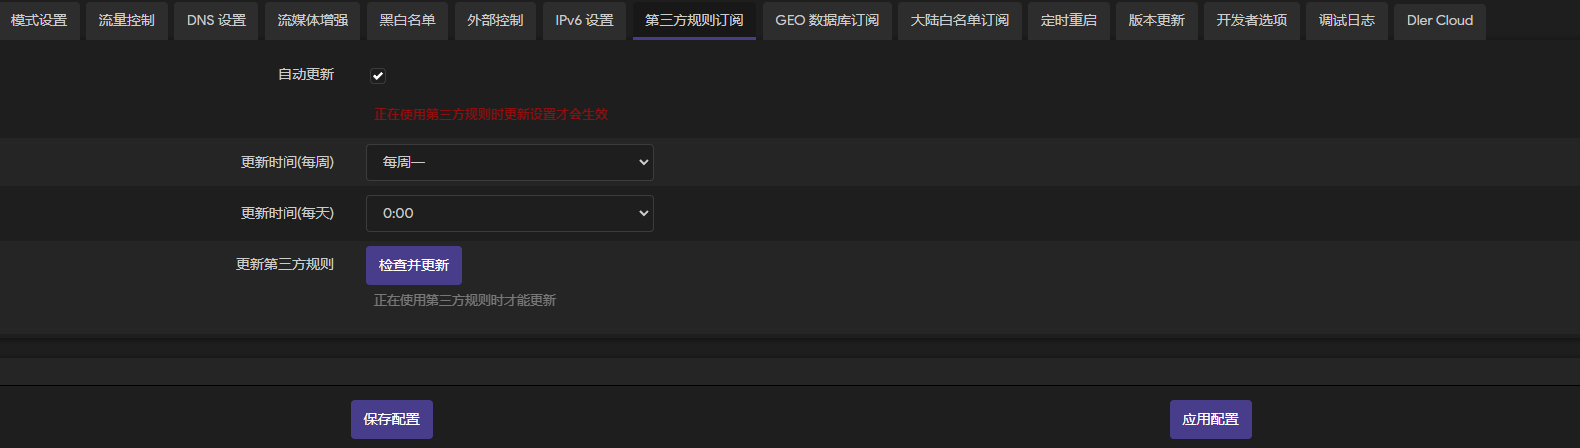 模式设置 流量控制 DNS 设置 流媒体增强 黑白名单 外部控制 IPv6 设置 第三方规则订阅 GEO 数据库订阅 大陆白名单订阅 定时重启 版本更新 开发者选项 调试日志 Dler Cloud
自动更新
正在使用第三方规则时更新设置才会生效
更新时间(每周) 每周一
更新时间(每天) 0:00
更新第三方规则 检查并更新
正在使用第三方规则时才能更新
保存配置 应用配置